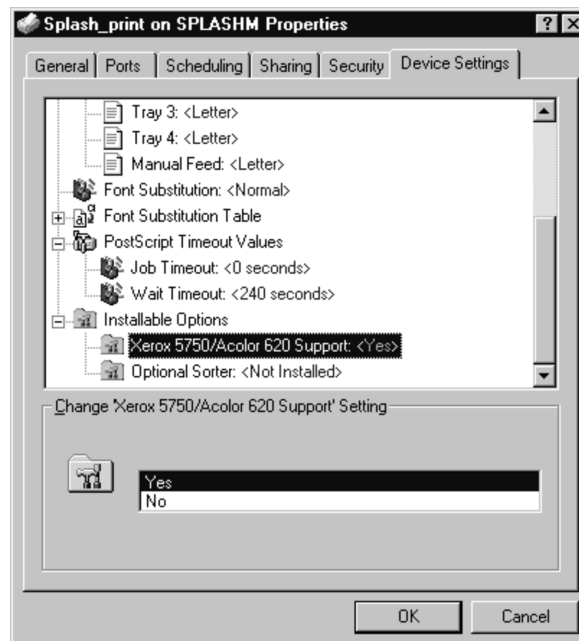 Splash_print on SPLASHM Properties
General Ports Scheduling Sharing Security Device Settings
Tray 3: <Letter>
Tray 4: <Letter>
Manual Feed: <Letter>
Font Substitution: <Normal>
Font Substitution Table
PostScript Timeout Values
Job Timeout: <0 seconds>
Wait Timeout: <240 seconds>
Installable Options
Xerox 5750/Acolor 620 Support: <Yes>
Optional Sorter: <Not Installed>
Change 'Xerox 5750/Acolor 620 Support' Setting
Yes
No
OK Cancel